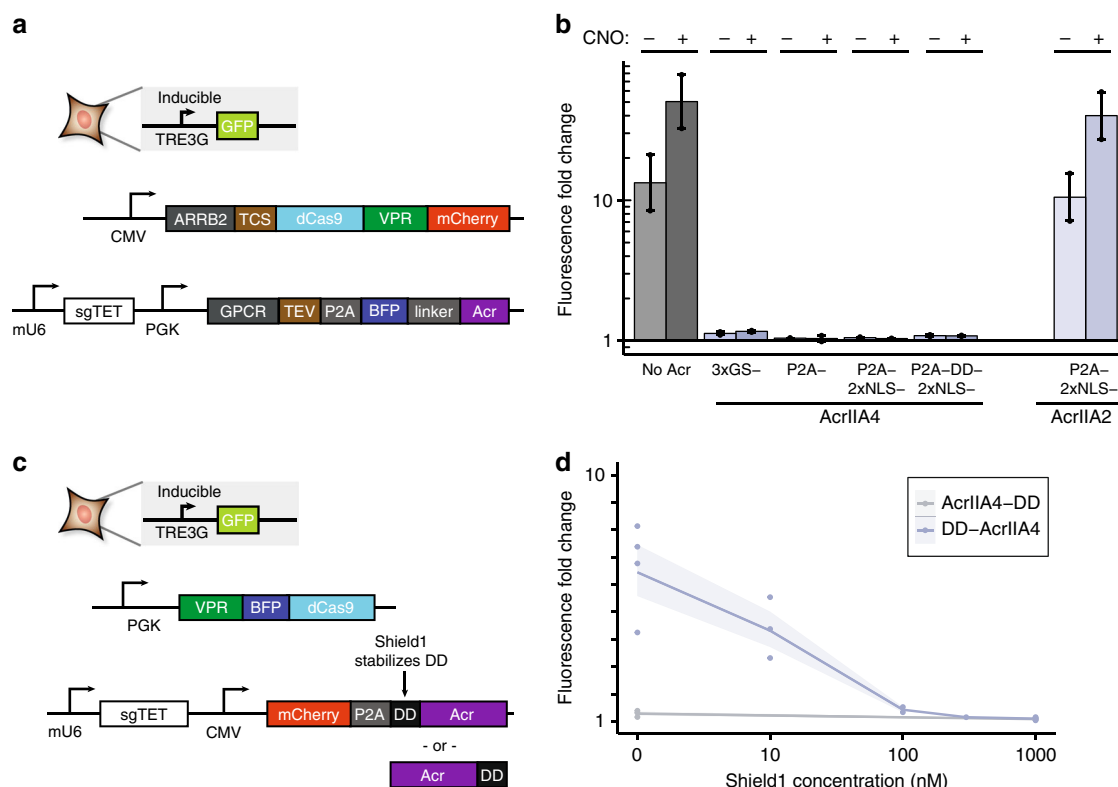 a
Inducible
TRE3G
GFP
CMV
ARRB2 TCS dCas9 VPR mCherry
mU6
sgTET
PGK
GPCR TEV P2A BFP linker Acr
b
CNO: – + – + – + – + – + – +
Fluorescence fold change
10
1
No Acr
3xGS–
P2A–
P2A–
2xNLS–
P2A–DD–
2xNLS–
P2A–
2xNLS–
AcrIIA4
AcrIIA2
c
Inducible
TRE3G
GFP
PGK
VPR BFP dCas9
Shield1
stabilizes DD
mU6
sgTET
CMV
mCherry P2A DD Acr
- or -
Acr DD
d
Fluorescence fold change
10
1
AcrIIA4–DD
DD–AcrIIA4
0 10 100 1000
Shield1 concentration (nM)